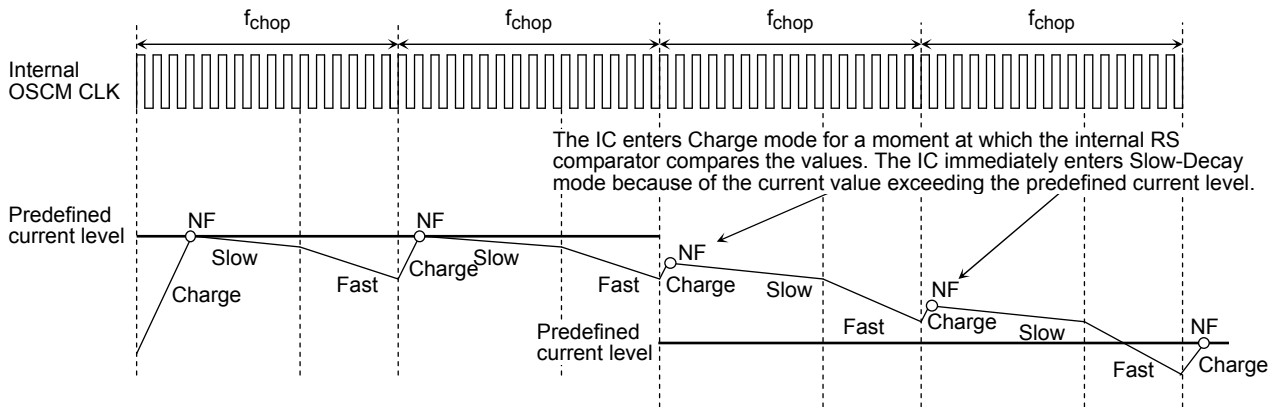 fchop fchop fchop fchop
Internal
OSCM CLK
The IC enters Charge mode for a moment at which the internal RS
comparator compares the values. The IC immediately enters Slow-Decay
mode because of the current value exceeding the predefined current level.
Predefined
current level
NF
Slow
Charge
Fast
NF
Charge
Slow
Fast
NF
Charge
Slow
Fast
NF
Charge
Slow
Fast
NF
Charge
Predefined
current level